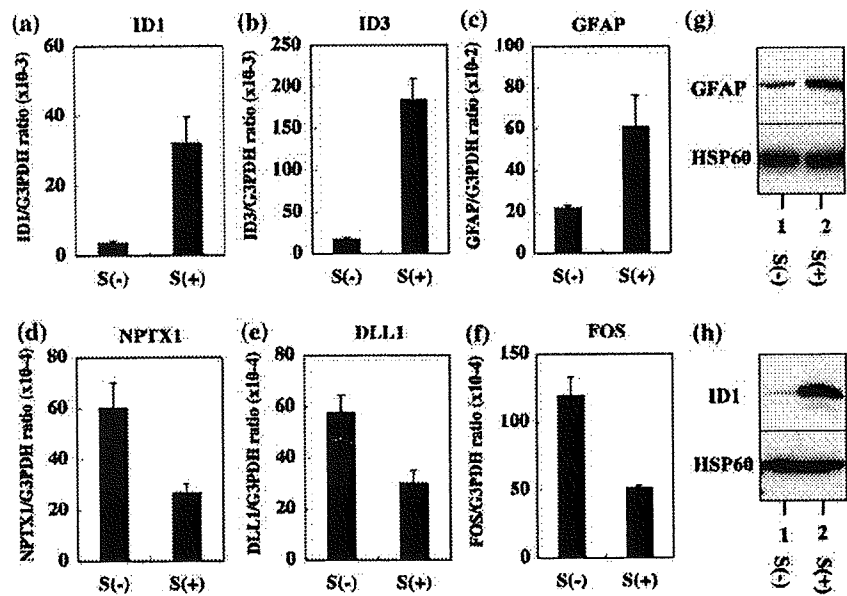 (a) ID1
ID1/G3PDH ratio (x10-3)
60
40
20
0
S(-) S(+)
(b) ID3
ID3/G3PDH ratio (x10-3)
250
200
150
100
50
0
S(-) S(+)
(c) GFAP
GFAP/G3PDH ratio (x10-2)
100
80
60
40
20
0
S(-) S(+)
(g)
GFAP
HSP60
1 2
S(-) S(+)
(d) NPTX1
NPTX1/G3PDH ratio (x10-4)
80
60
40
20
0
S(-) S(+)
(e) DLL1
DLL1/G3PDH ratio (x10-4)
80
60
40
20
0
S(-) S(+)
(f) FOS
FOS/G3PDH ratio (x10-4)
150
100
50
0
S(-) S(+)
(h)
ID1
HSP60
1 2
S(-) S(+)